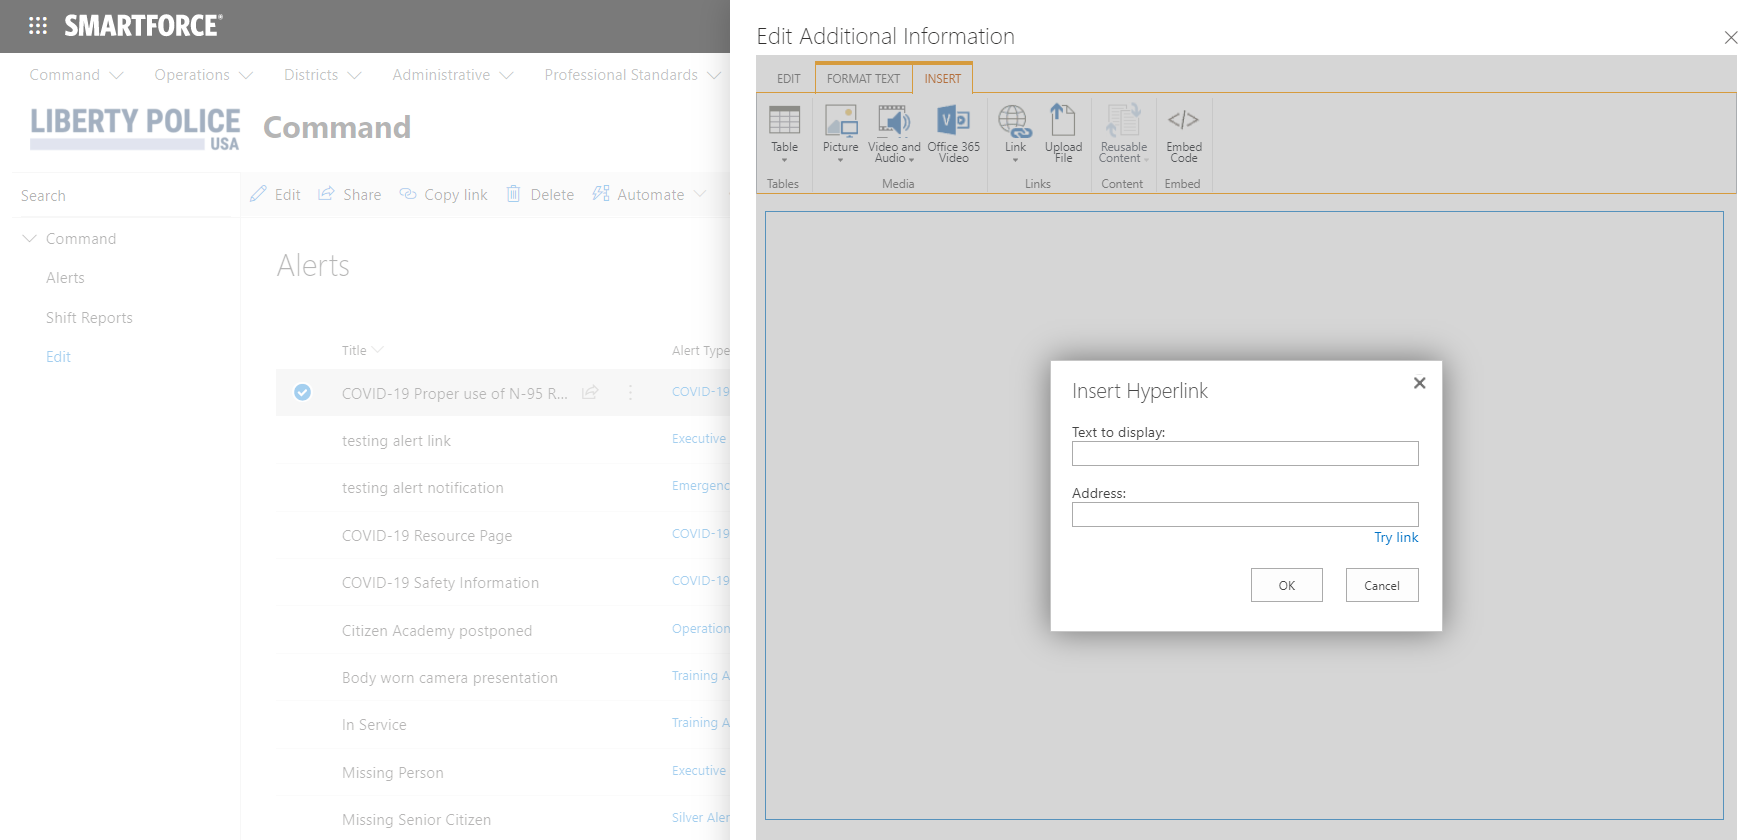 SMARTFORCE®
Command
Operations
Districts
Administrative
Professional Standards
LIBERTY POLICE
USA
Command
Search
Edit
Share
Copy link
Delete
Automate
Command
Alerts
Shift Reports
Edit
Alerts
Title
Alert Type
COVID-19 Proper use of N-95 R...
COVID-19
testing alert link
Executive
testing alert notification
Emergenc
COVID-19 Resource Page
COVID-19
COVID-19 Safety Information
COVID-19
Citizen Academy postponed
Operation
Body worn camera presentation
Training A
In Service
Training A
Missing Person
Executive
Missing Senior Citizen
Silver Aler
Edit Additional Information
EDIT
FORMAT TEXT
INSERT
Table
Picture
Video and
Audio
Office 365
Video
Link
Upload
File
Reusable
Content
Embed
Code
Tables
Media
Links
Content
Embed
Insert Hyperlink
Text to display:
Address:
Try link
OK
Cancel